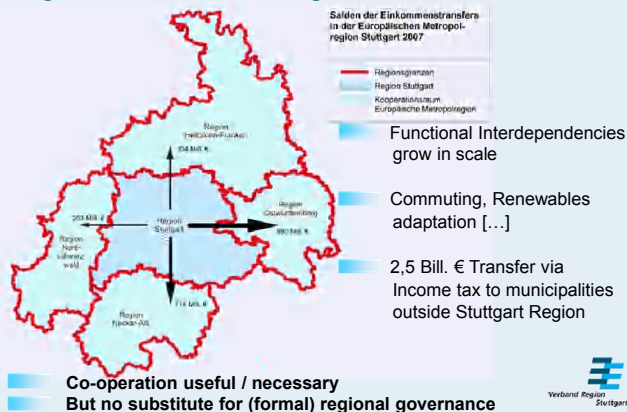 Salden der Einkommenstransfers
in der Europäischen Metropol-
region Stuttgart 2007
Regionsgrenzen
Region Stuttgart
Kooperationsraum
Europäische Metropolregion
Region
Heilbronn-Franken
Mill. €
Region
Nord-
schwarz
wald
Mill. €
Region
Stuttgart
Region
Ostwürttemberg
Mill. €
Mill. €
Region
Neckar-Alb
Functional Interdependencies
grow in scale
Commuting, Renewables
adaptation […]
2,5 Bill. € Transfer via
Income tax to municipalities
outside Stuttgart Region
Co-operation useful / necessary
But no substitute for (formal) regional governance
Verband Region
Stuttgart